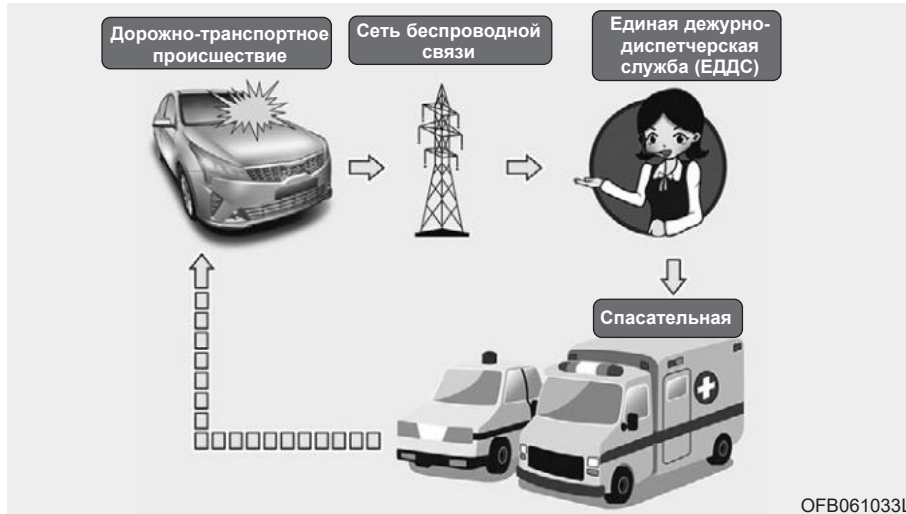 Дорожно-транспортное
происшествие
Сеть беспроводной
связи
Единая дежурно-
диспетчерская
служба (ЕДДС)
Спасательная
OFB061033L